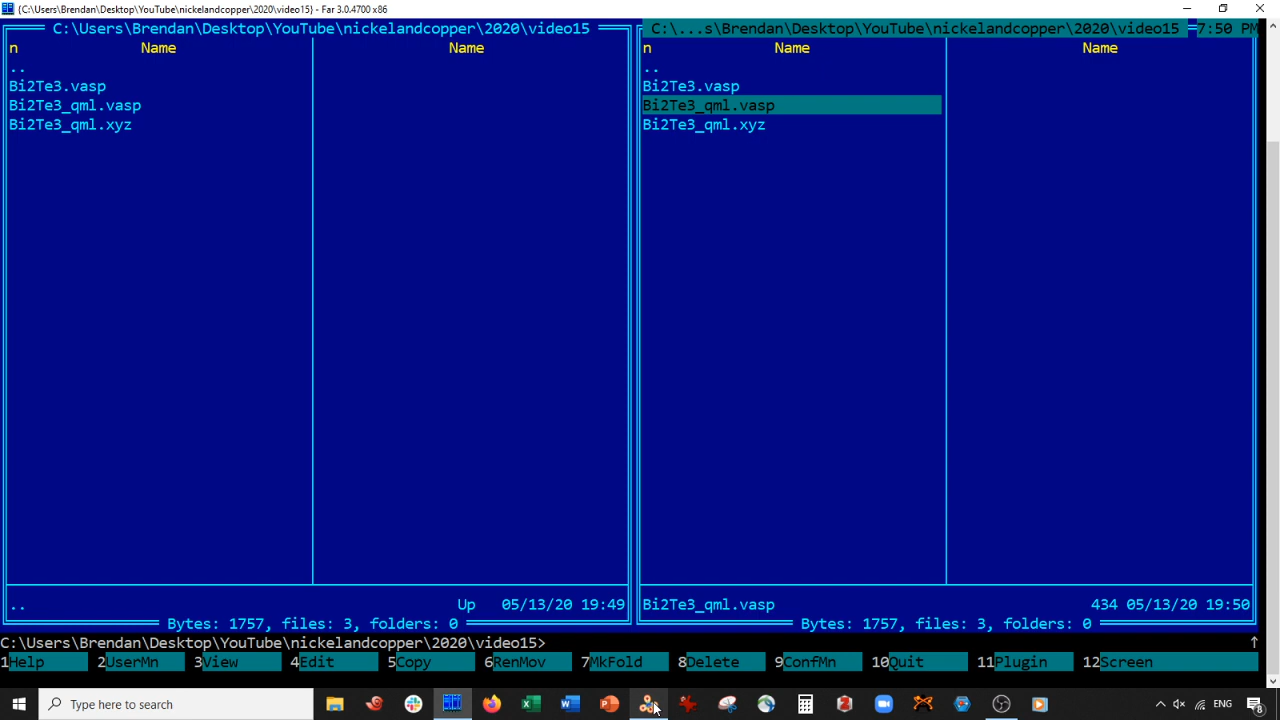 {C:\Users\Brendan\Desktop\YouTube\nickelandcopper\2020\video15} - Far 3.0.4700 x86
C:\Users\Brendan\Desktop\YouTube\nickelandcopper\2020\video15
n Name Name
..
Bi2Te3.vasp
Bi2Te3_qml.vasp
Bi2Te3_qml.xyz
.. Up 05/13/20 19:49
Bytes: 1757, files: 3, folders: 0
C:\...s\Brendan\Desktop\YouTube\nickelandcopper\2020\video15 7:50 PM
n Name Name
..
Bi2Te3.vasp
Bi2Te3_qml.vasp
Bi2Te3_qml.xyz
Bi2Te3_qml.vasp 434 05/13/20 19:50
Bytes: 1757, files: 3, folders: 0
C:\Users\Brendan\Desktop\YouTube\nickelandcopper\2020\video15>
1Help 2UserMn 3View 4Edit 5Copy 6RenMov 7MkFold 8Delete 9ConfMn 10Quit 11Plugin 12Screen
Type here to search ENG 8